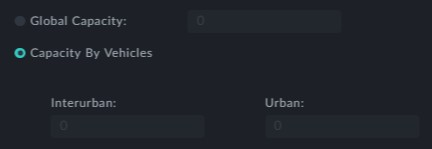 Global Capacity: 0
Capacity By Vehicles
Interurban: Urban:
0 0